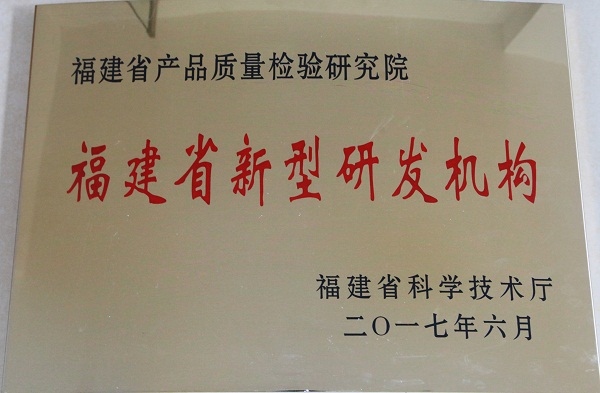 福建省产品质量检验研究院
福建省新型研发机构
福建省科学技术厅
二〇一七年六月